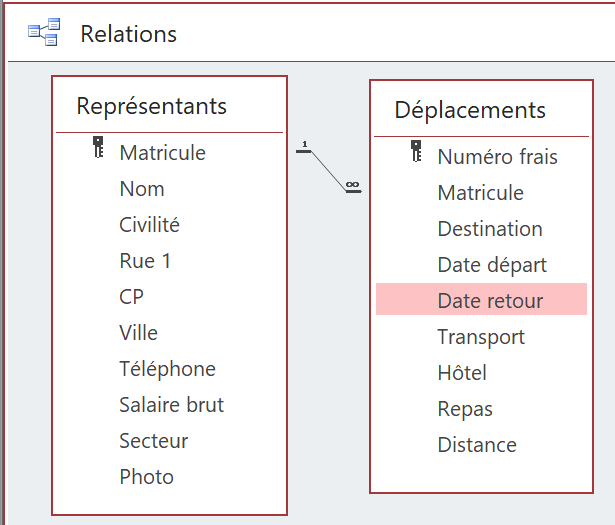 Relations
Représentants
Matricule
Nom
Civilité
Rue 1
CP
Ville
Téléphone
Salaire brut
Secteur
Photo
1
∞
Déplacements
Numéro frais
Matricule
Destination
Date départ
Date retour
Transport
Hôtel
Repas
Distance